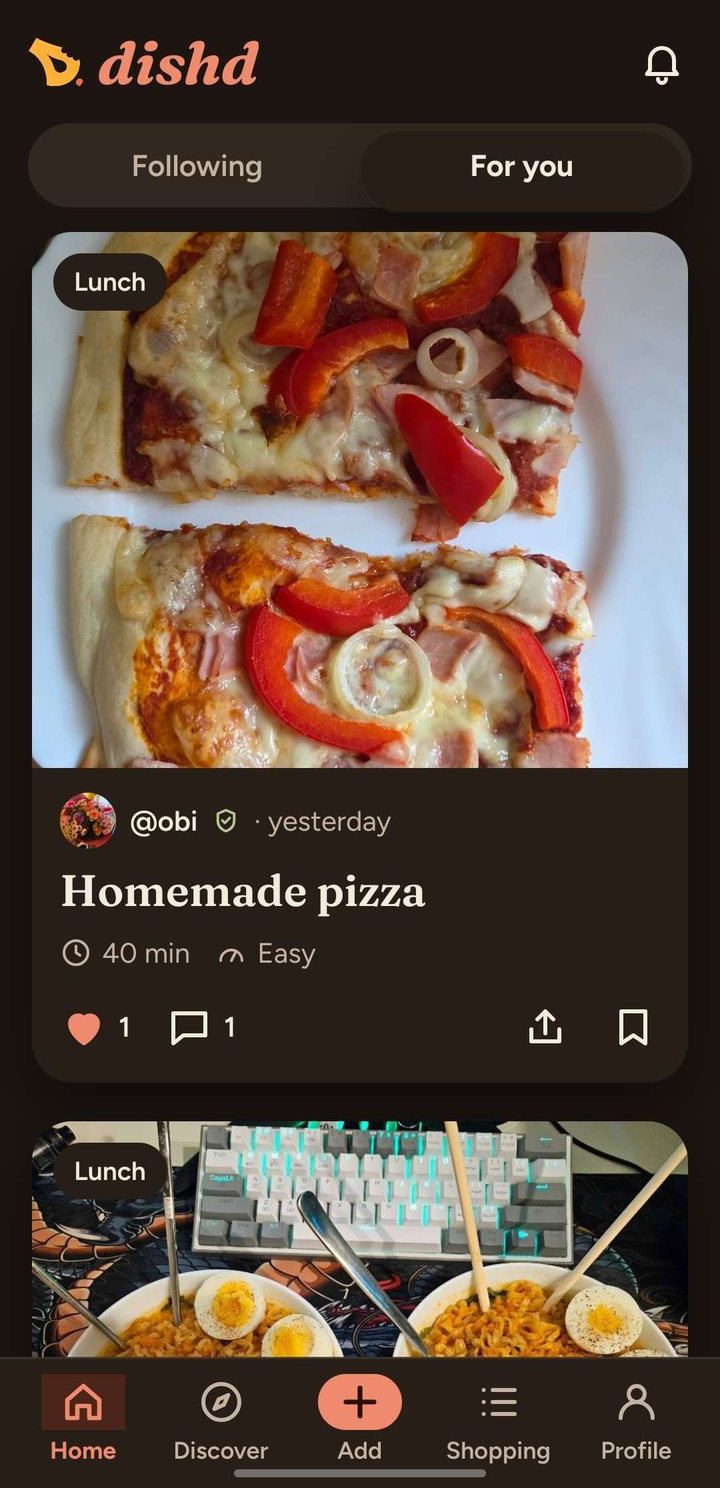 dishd
Following
For you
Lunch
@obi · yesterday
Homemade pizza
40 min Easy
1 1
Lunch
Home
Discover
Add
Shopping
Profile